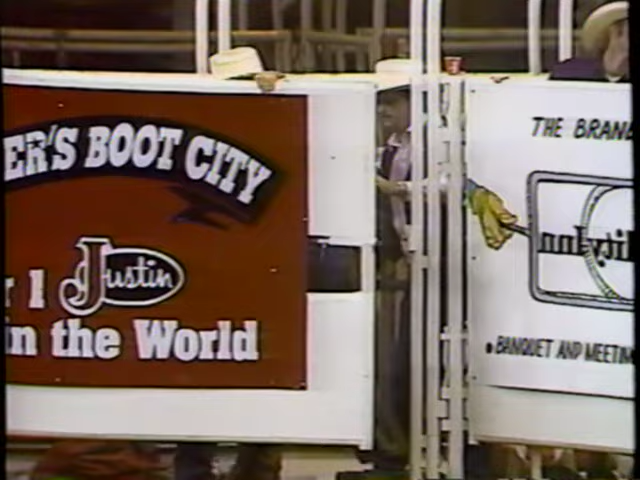 ER'S BOOT CITY
r 1 Justin
in the World
THE BRAN
BANQUET AND MEETIN